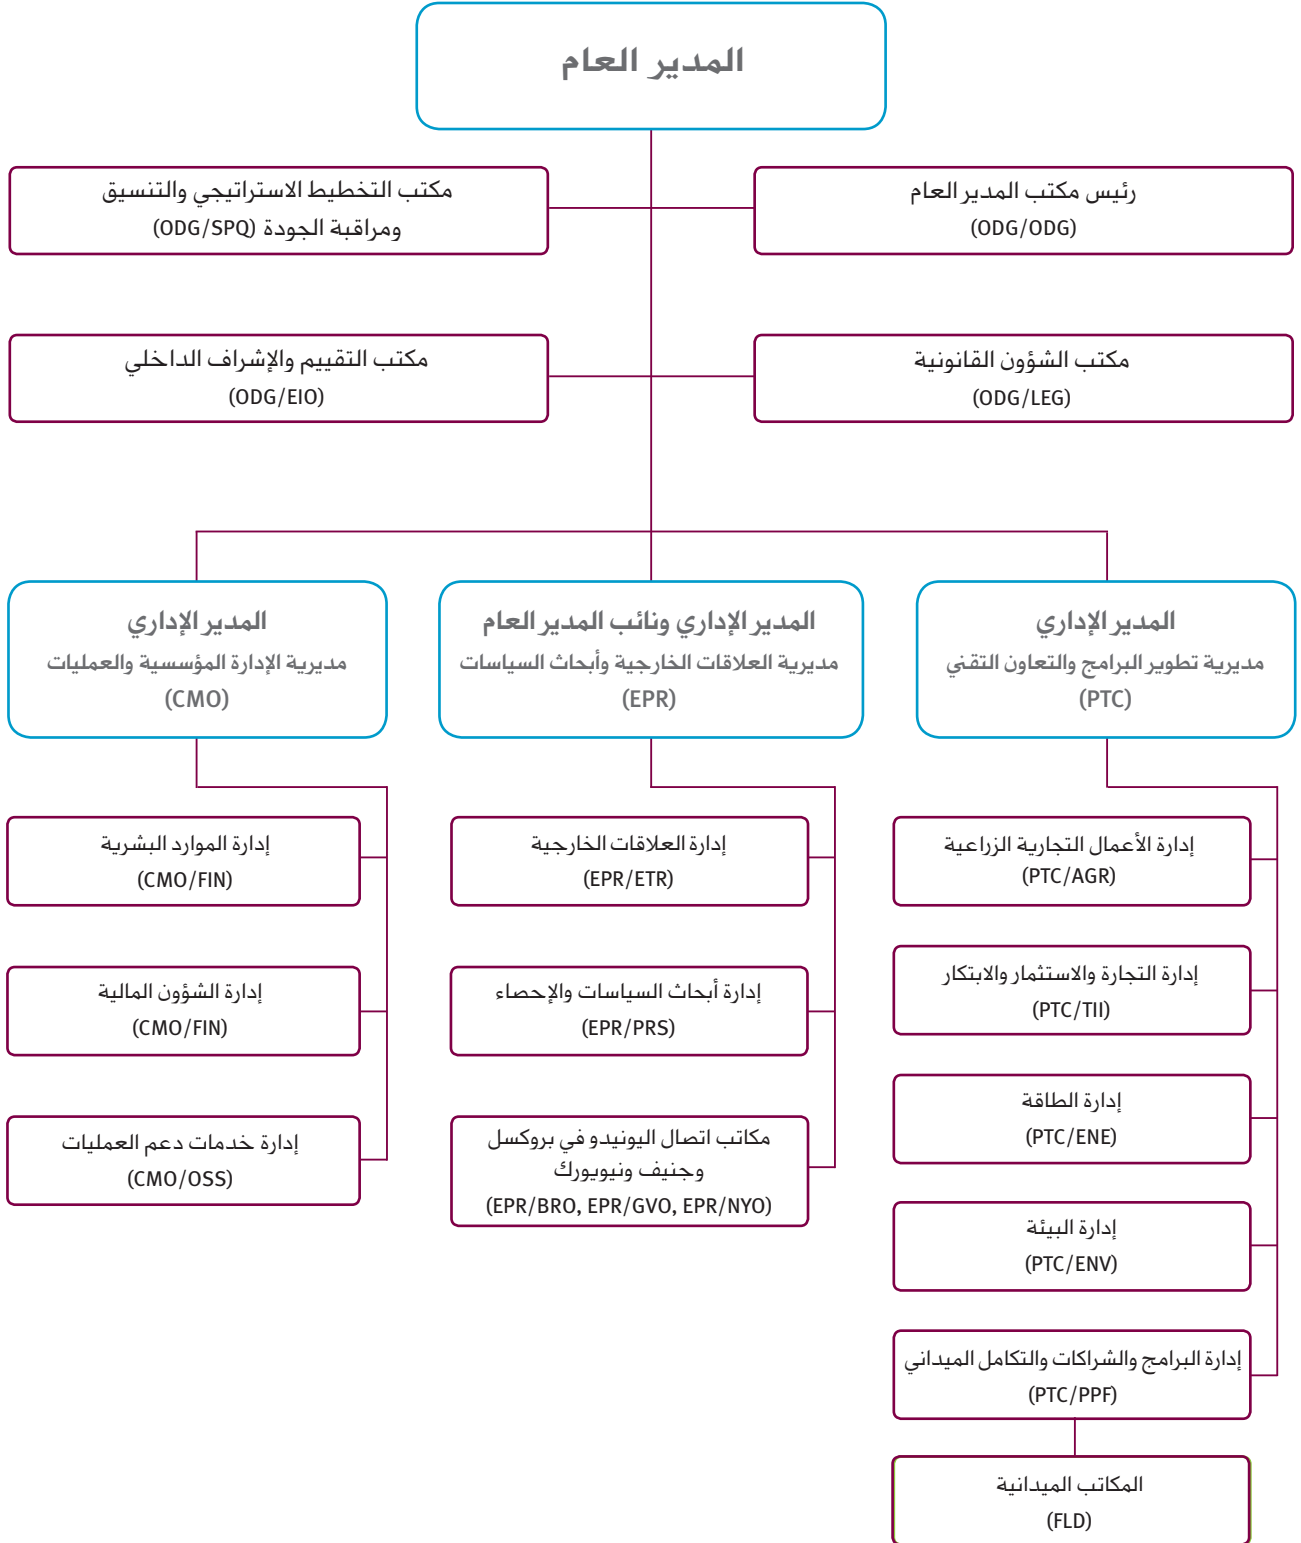 المدير العام
رئيس مكتب المدير العام
(ODG/ODG)
مكتب التخطيط الاستراتيجي والتنسيق
ومراقبة الجودة (ODG/SPQ)
مكتب الشؤون القانونية
(ODG/LEG)
مكتب التقييم والإشراف الداخلي
(ODG/EIO)
المدير الإداري
مديرية تطوير البرامج والتعاون التقني
(PTC)
المدير الإداري ونائب المدير العام
مديرية العلاقات الخارجية وأبحاث السياسات
(EPR)
المدير الإداري
مديرية الإدارة المؤسسية والعمليات
(CMO)
إدارة الأعمال التجارية الزراعية
(PTC/AGR)
إدارة التجارة والاستثمار والابتكار
(PTC/TII)
إدارة الطاقة
(PTC/ENE)
إدارة البيئة
(PTC/ENV)
إدارة البرامج والشراكات والتكامل الميداني
(PTC/PPF)
المكاتب الميدانية
(FLD)
إدارة العلاقات الخارجية
(EPR/ETR)
إدارة أبحاث السياسات والإحصاء
(EPR/PRS)
مكاتب اتصال اليونيدو في بروكسل
وجنيف ونيويورك
(EPR/BRO, EPR/GVO, EPR/NYO)
إدارة الموارد البشرية
(CMO/FIN)
إدارة الشؤون المالية
(CMO/FIN)
إدارة خدمات دعم العمليات
(CMO/OSS)